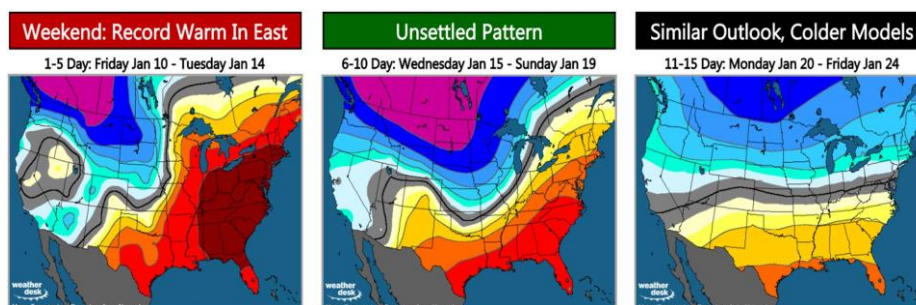 Weekend: Record Warm In East
Unsettled Pattern
Similar Outlook, Colder Models
1-5 Day: Friday Jan 10 - Tuesday Jan 14
6-10 Day: Wednesday Jan 15 - Sunday Jan 19
11-15 Day: Monday Jan 20 - Friday Jan 24
weather
desk
weather
desk
weather
desk